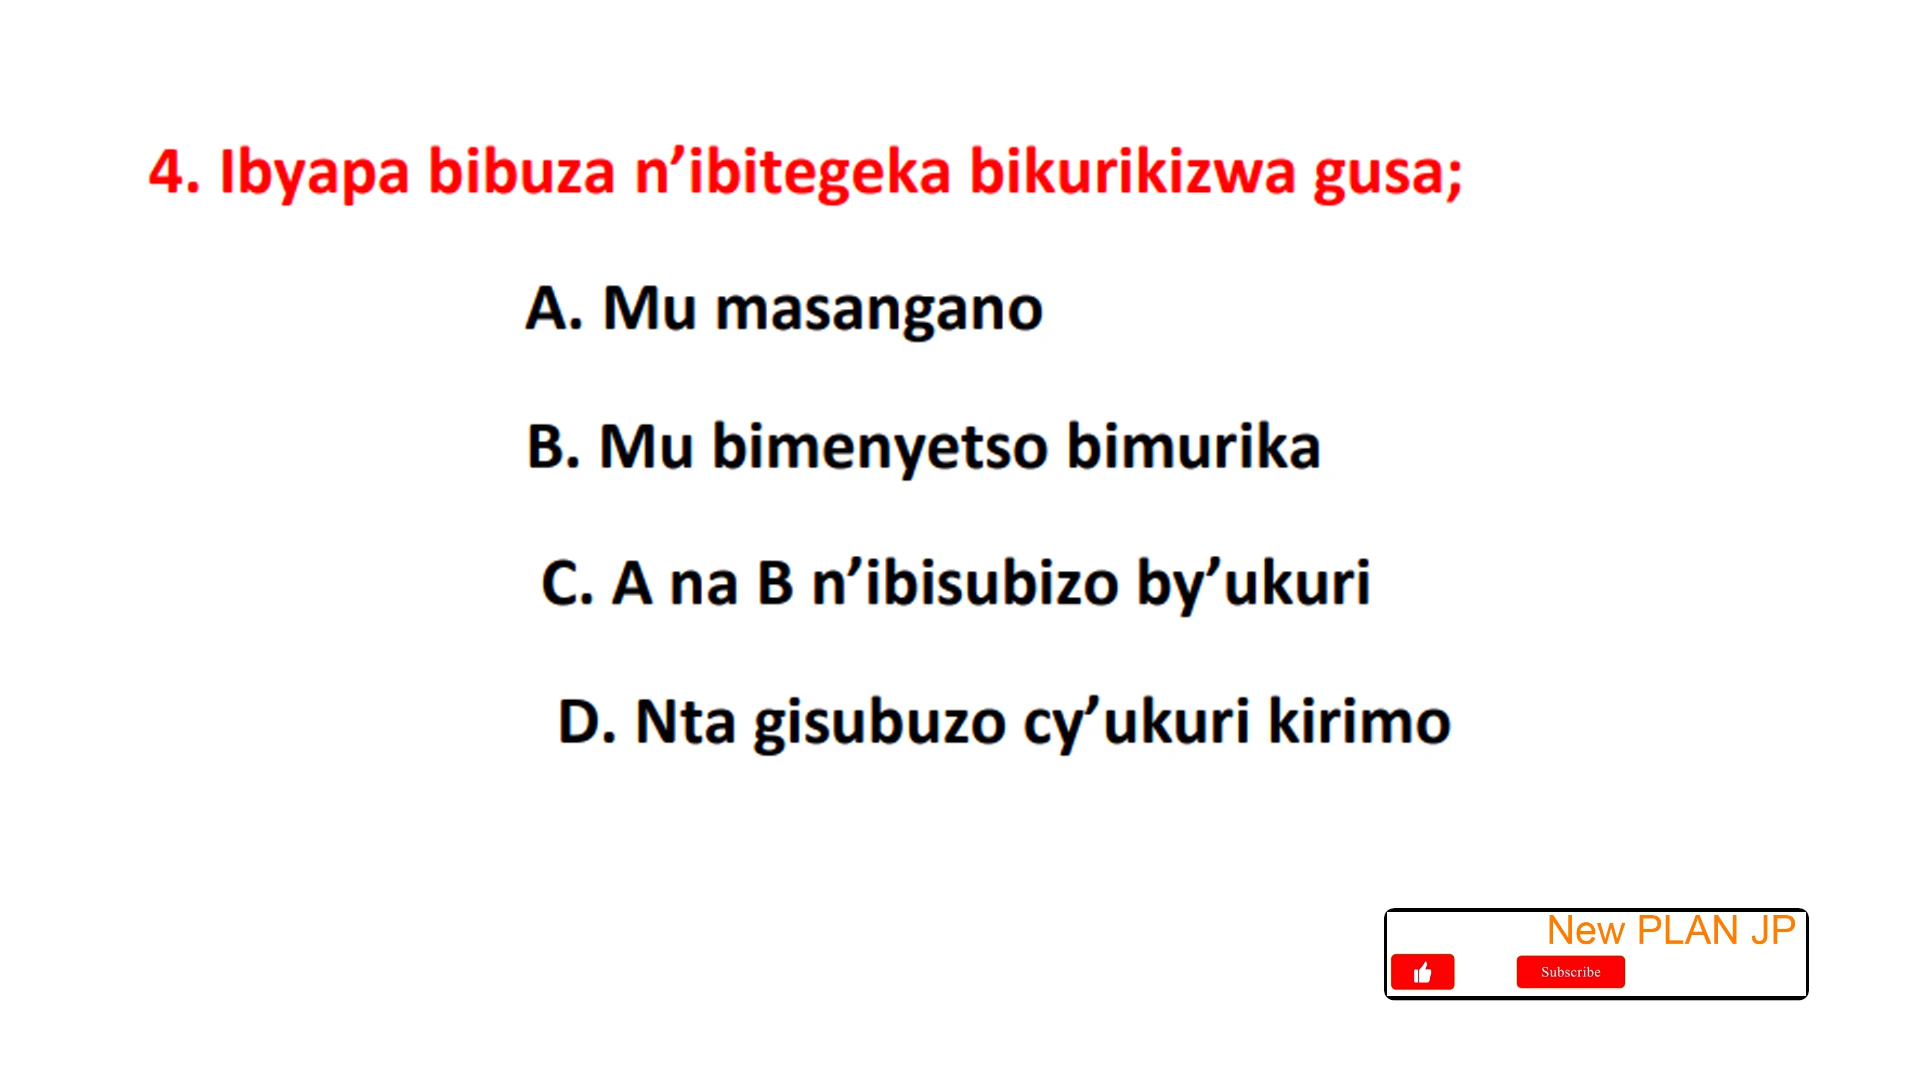 4. Ibyapa bibuza n’ibitegeka bikurikizwa gusa;
A. Mu masangano
B. Mu bimenyetso bimurika
C. A na B n’ibisubizo by’ukuri
D. Nta gisubuzo cy’ukuri kirimo
New PLAN JP
Subscribe